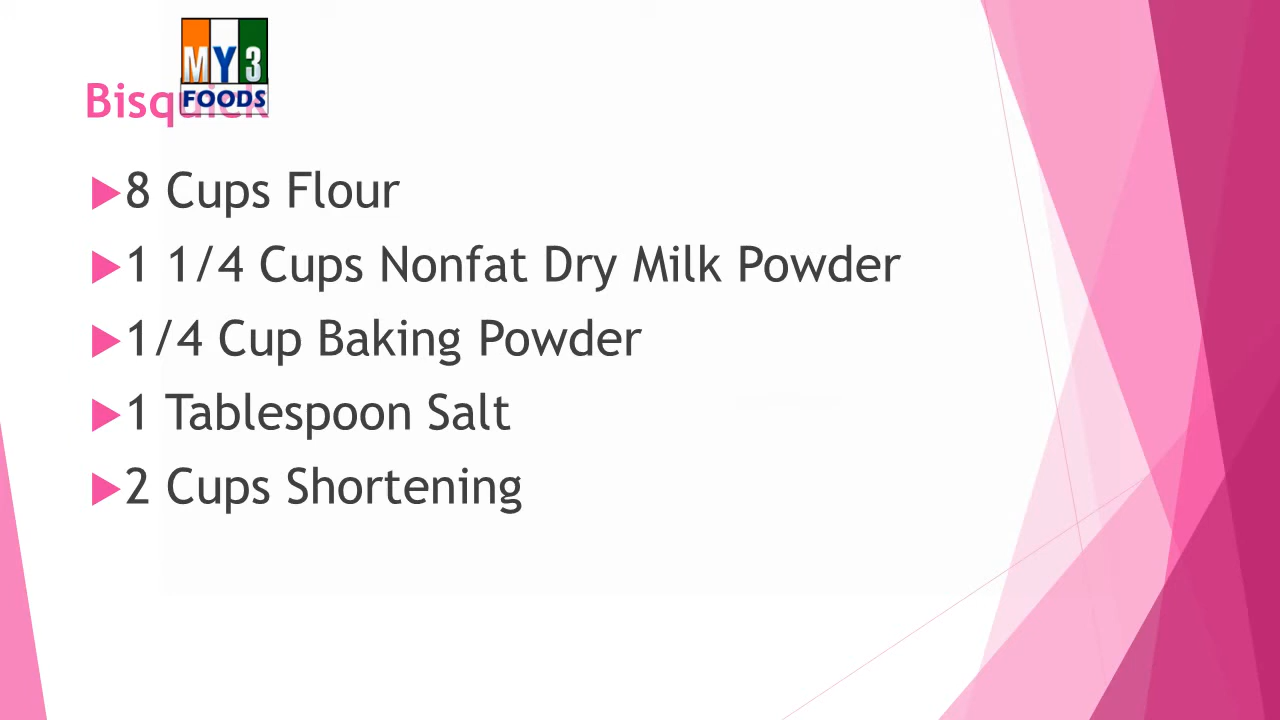 MY3
FOODS
Bisquick
8 Cups Flour
1 1/4 Cups Nonfat Dry Milk Powder
1/4 Cup Baking Powder
1 Tablespoon Salt
2 Cups Shortening